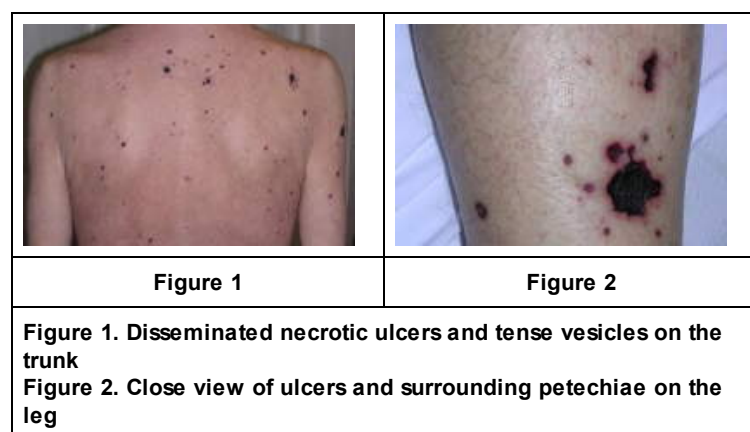 Figure 1
Figure 2
Figure 1. Disseminated necrotic ulcers and tense vesicles on the
trunk
Figure 2. Close view of ulcers and surrounding petechiae on the
leg